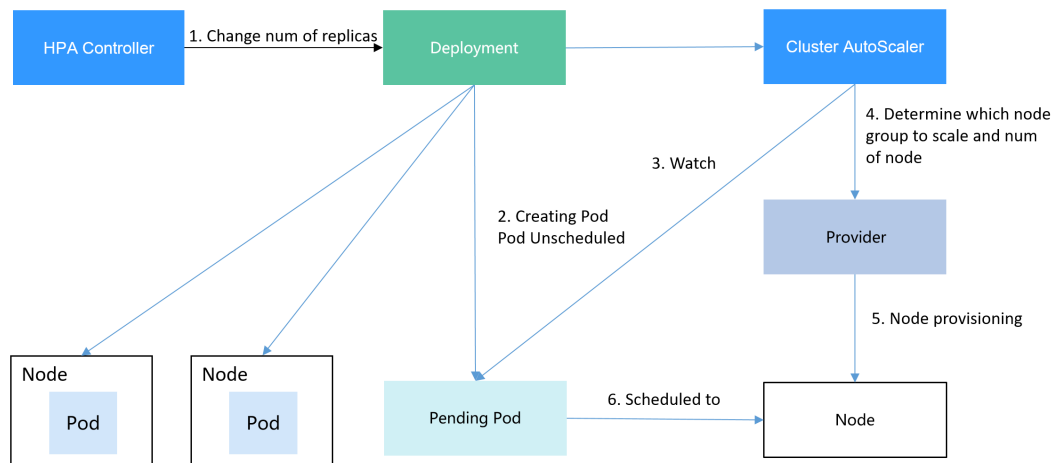 HPA Controller
1. Change num of replicas
Deployment
Cluster AutoScaler
4. Determine which node
group to scale and num
of node
3. Watch
2. Creating Pod
Pod Unscheduled
Provider
5. Node provisioning
Node
Pod
Node
Pod
Pending Pod
6. Scheduled to
Node